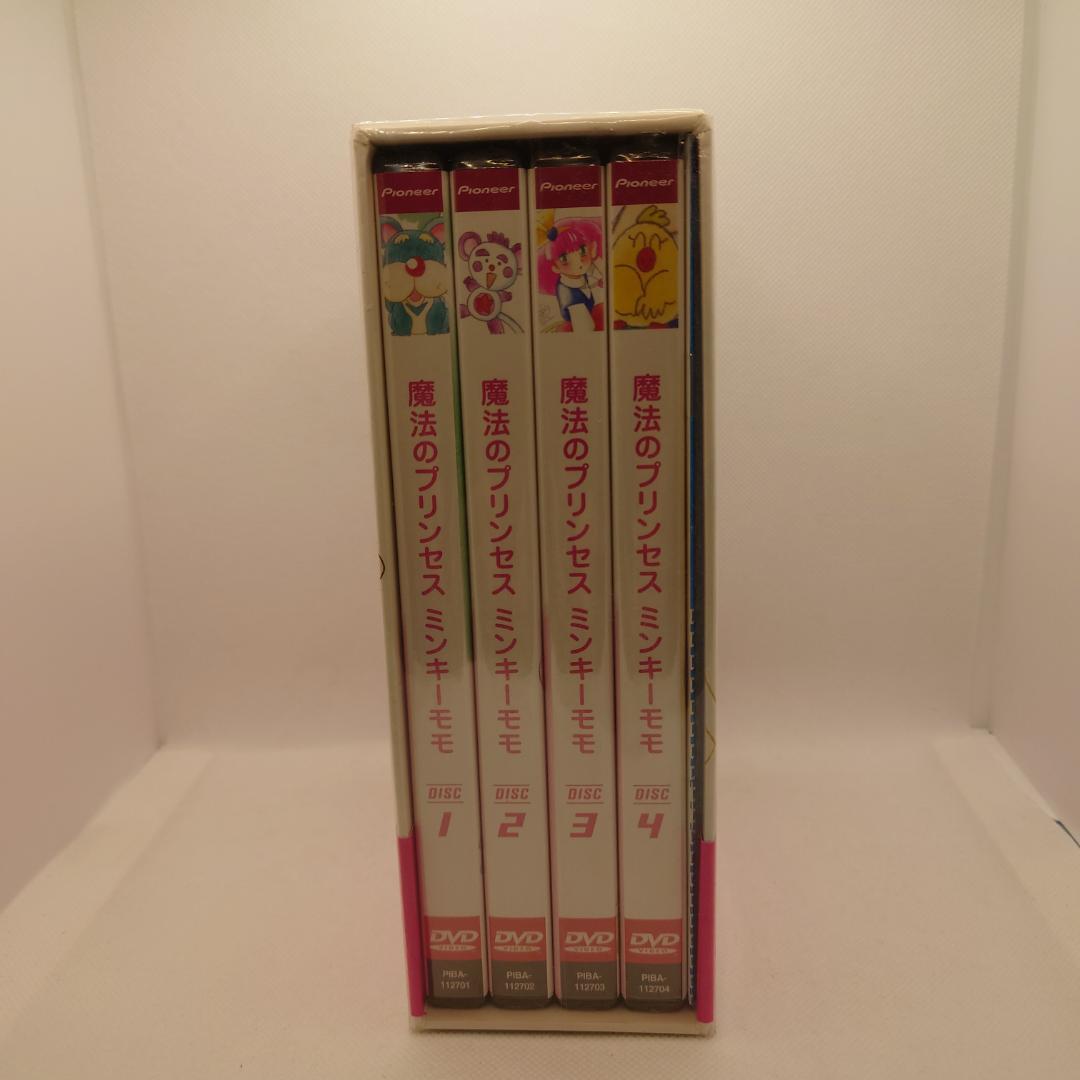 Pioneer
魔法のプリンセス ミンキーモモ
DISC
1
DVD
VIDEO
PIBA-
112701
Pioneer
魔法のプリンセス ミンキーモモ
DISC
2
DVD
VIDEO
PIBA-
112702
Pioneer
魔法のプリンセス ミンキーモモ
DISC
3
DVD
VIDEO
PIBA-
112703
Pioneer
魔法のプリンセス ミンキーモモ
DISC
4
DVD
VIDEO
PIBA-
112704